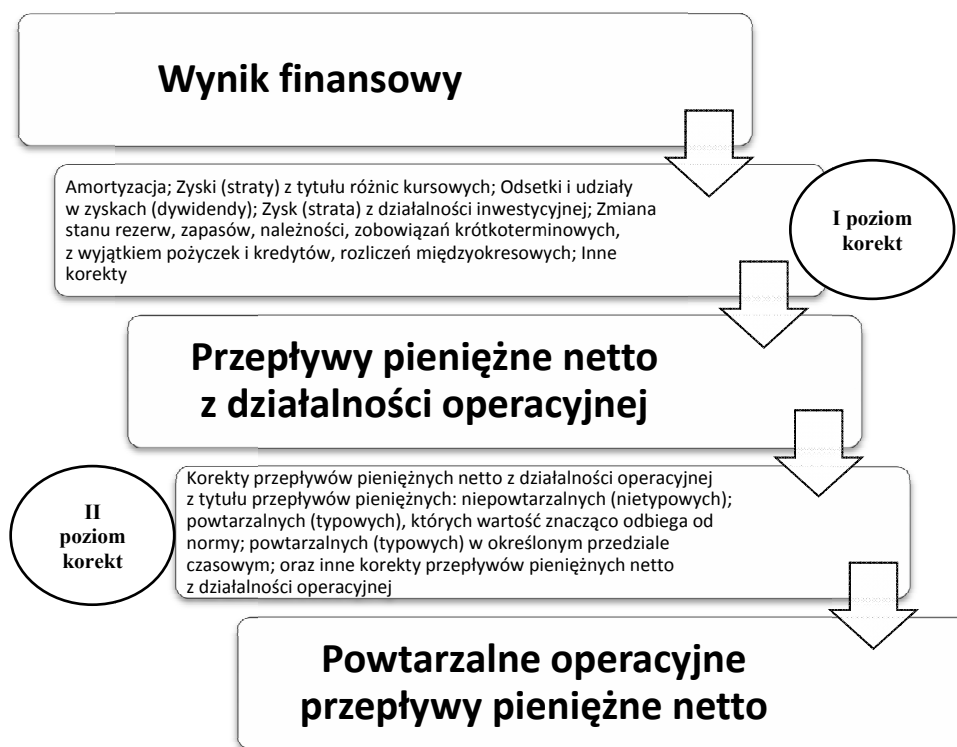 Wynik finansowy
Amortyzacja; Zyski (straty) z tytułu różnic kursowych; Odsetki i udziały
w zyskach (dywidendy); Zysk (strata) z działalności inwestycyjnej; Zmiana
stanu rezerw, zapasów, należności, zobowiązań krótkoterminowych,
z wyjątkiem pożyczek i kredytów, rozliczeń międzyokresowych; Inne
korekty
I poziom
korekt
Przepływy pieniężne netto
z działalności operacyjnej
II
poziom
korekt
Korekty przepływów pieniężnych netto z działalności operacyjnej
z tytułu przepływów pieniężnych: niepowtarzalnych (nietypowych);
powtarzalnych (typowych), których wartość znacząco odbiega od
normy; powtarzalnych (typowych) w określonym przedziale
czasowym; oraz inne korekty przepływów pieniężnych netto
z działalności operacyjnej
Powtarzalne operacyjne
przepływy pieniężne netto